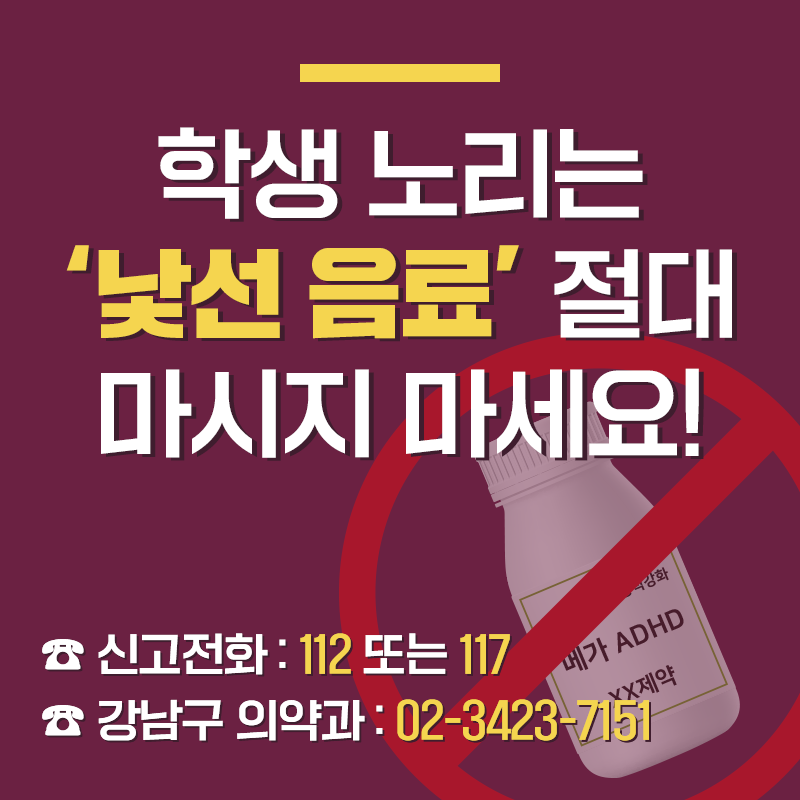 학생 노리는
‘낯선 음료’ 절대
마시지 마세요!
강화
메가 ADHD
XX제약
☎ 신고전화 : 112 또는 117
☎ 강남구 의약과 : 02-3423-7151